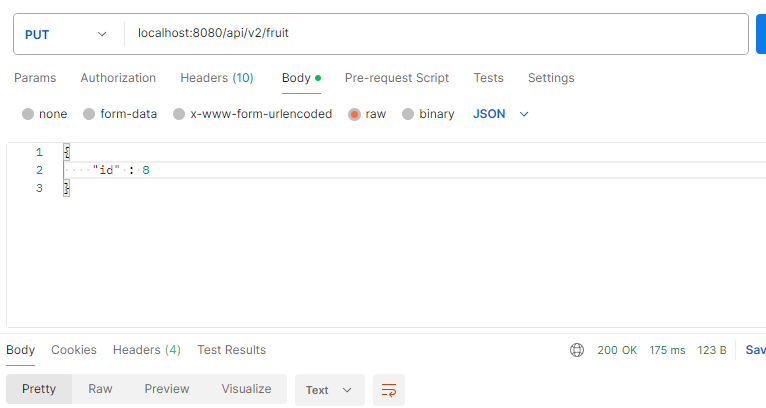 PUT localhost:8080/api/v2/fruit
Params Authorization Headers (10) Body Pre-request Script Tests Settings
none form-data x-www-form-urlencoded raw binary JSON
1 {
2 "id" : 8
3 }
Body Cookies Headers (4) Test Results 200 OK 175 ms 123 B Sav
Pretty Raw Preview Visualize Text